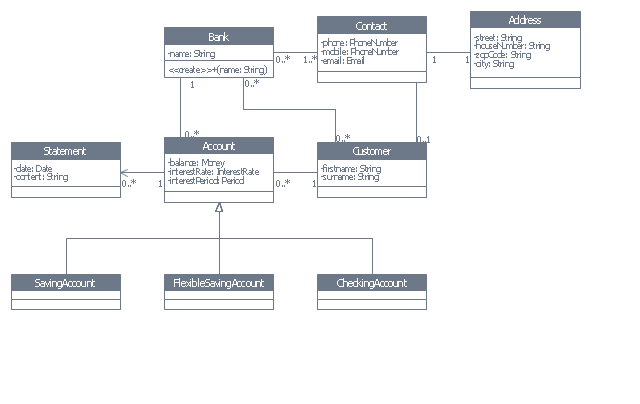 Bank
-name: String
<<create>>+(name: String)
Contact
-phone: PhoneNumber
-mobile: PhoneNumber
-email: Email
Address
-street: String
-houseNumber: String
-zopCode: String
-city: String
0..*
1..*
1
1
1
0..*
0..*
0..*
0..1
Statement
-date: Date
-content: String
Account
-balance: Money
-interestRate: InterestRate
-interestPeriod: Period
Customer
-firstname: String
-surname: String
0..*
1
0..*
1
SavingAccount
FlexibleSavingAccount
CheckingAccount